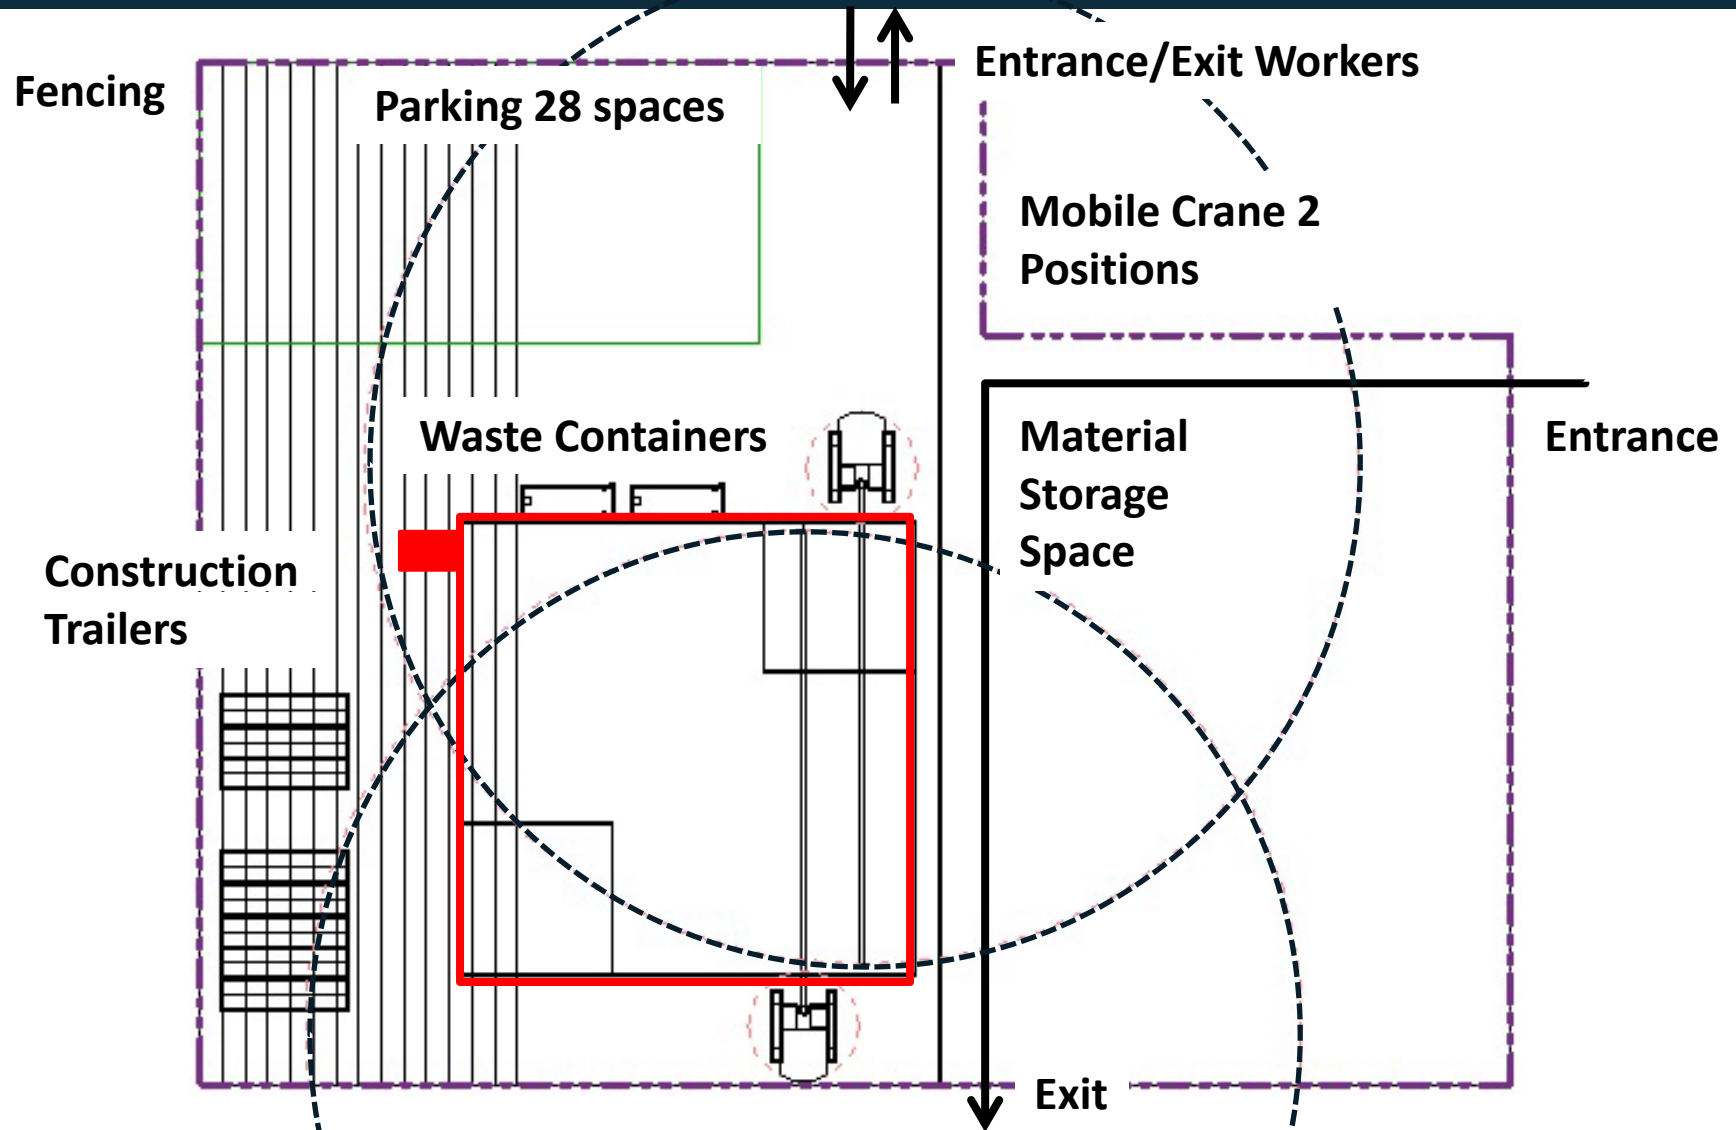 Entrance/Exit Workers
Fencing
Parking 28 spaces
Mobile Crane 2
Positions
Waste Containers
Material
Storage
Space
Entrance
Construction
Trailers
Exit